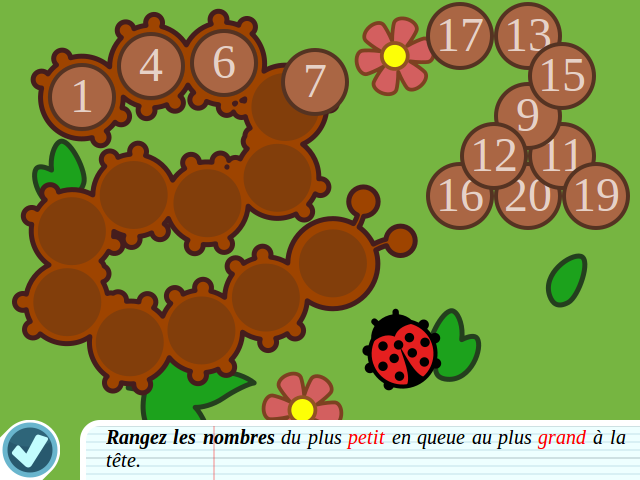 1 4 6 7
17 13
15
9
12 11
16 20 19
Rangez les nombres du plus petit en queue au plus grand à la
tête.